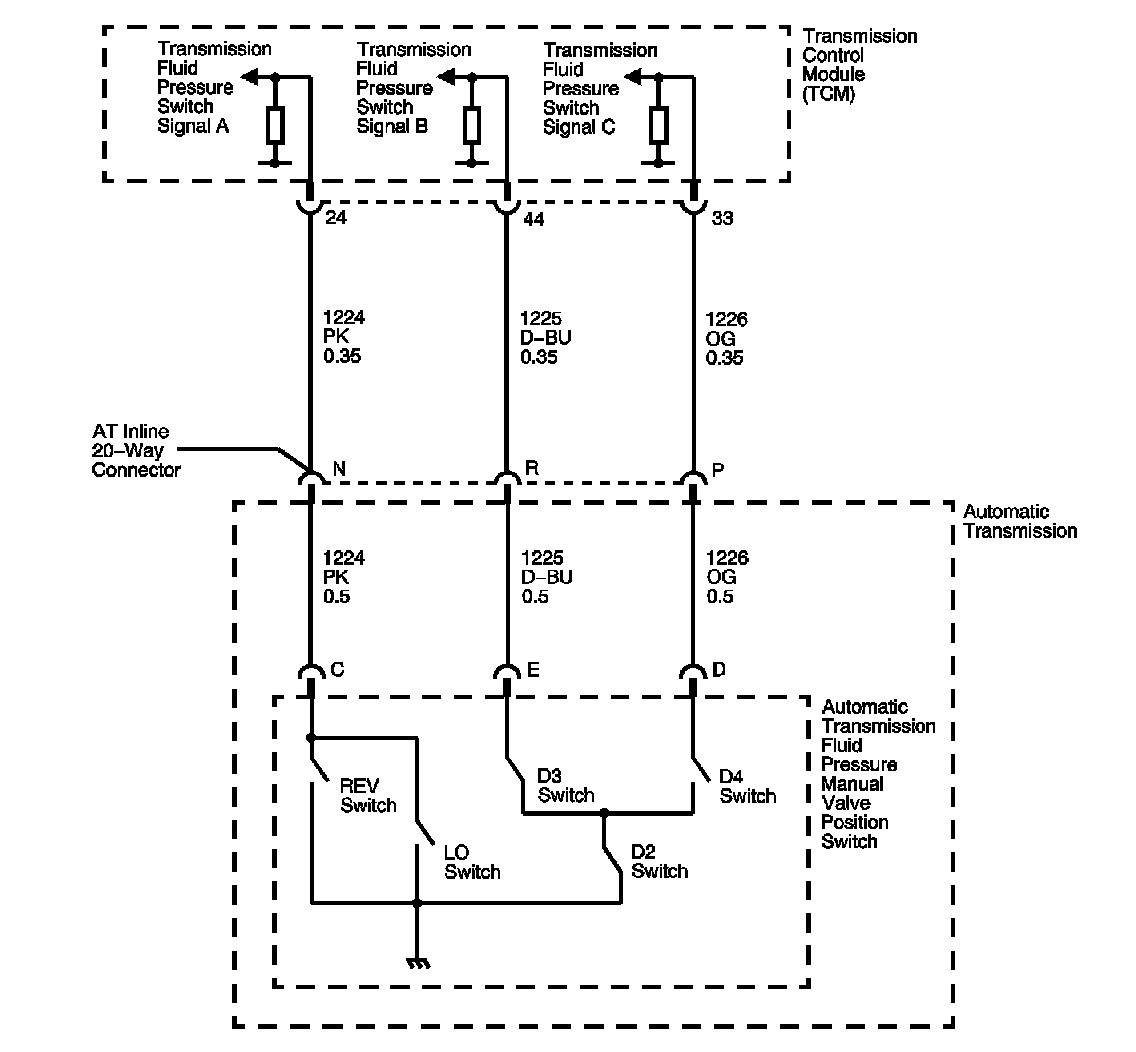 Transmission
Fluid
Pressure
Switch
Signal A
Transmission
Fluid
Pressure
Switch
Signal B
Transmission
Fluid
Pressure
Switch
Signal C
Transmission
Control
Module
(TCM)
24
44
33
1224
PK
0.35
1225
D-BU
0.35
1226
OG
0.35
AT Inline
20-Way
Connector
N
R
P
Automatic
Transmission
1224
PK
0.5
1225
D-BU
0.5
1226
OG
0.5
C
E
D
Automatic
Transmission
Fluid
Pressure
Manual
Valve
Position
Switch
REV
Switch
D3
Switch
D4
Switch
LO
Switch
D2
Switch